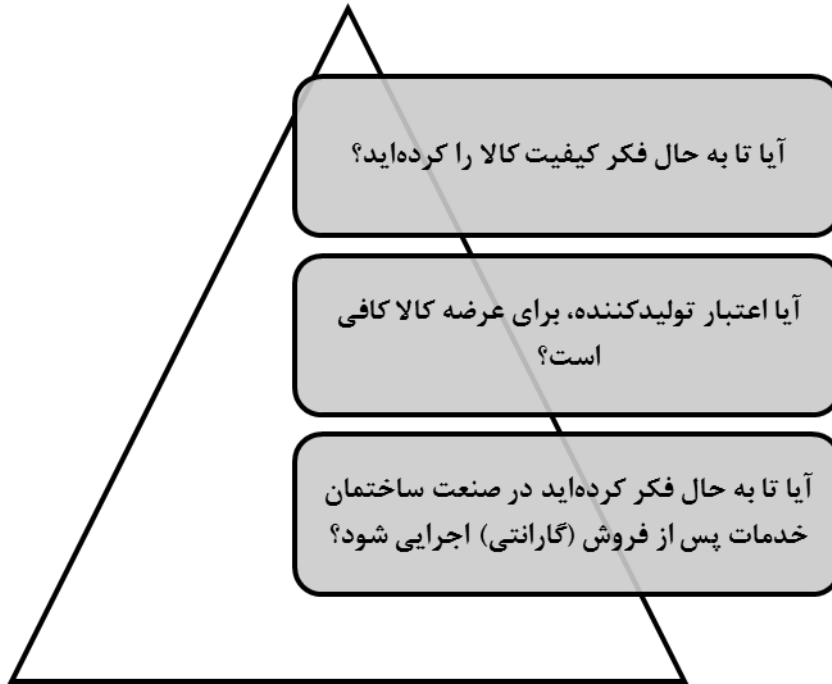 آیا تا به حال فکر کیفیت کالا را کرده‌اید؟
آیا اعتبار تولیدکننده، برای عرضه کالا کافی
است؟
آیا تا به حال فکر کرده‌اید در صنعت ساختمان
خدمات پس از فروش (گارانتی) اجرایی شود؟